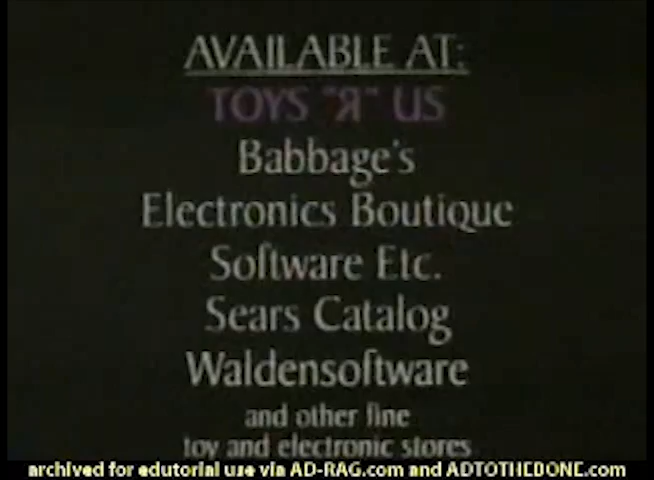 AVAILABLE AT:
TOYS "Я" US
Babbage's
Electronics Boutique
Software Etc.
Sears Catalog
Waldensoftware
and other fine
toy and electronic stores
archived for edutorial use via AD-RAG.com and ADTOTHEBONE.com